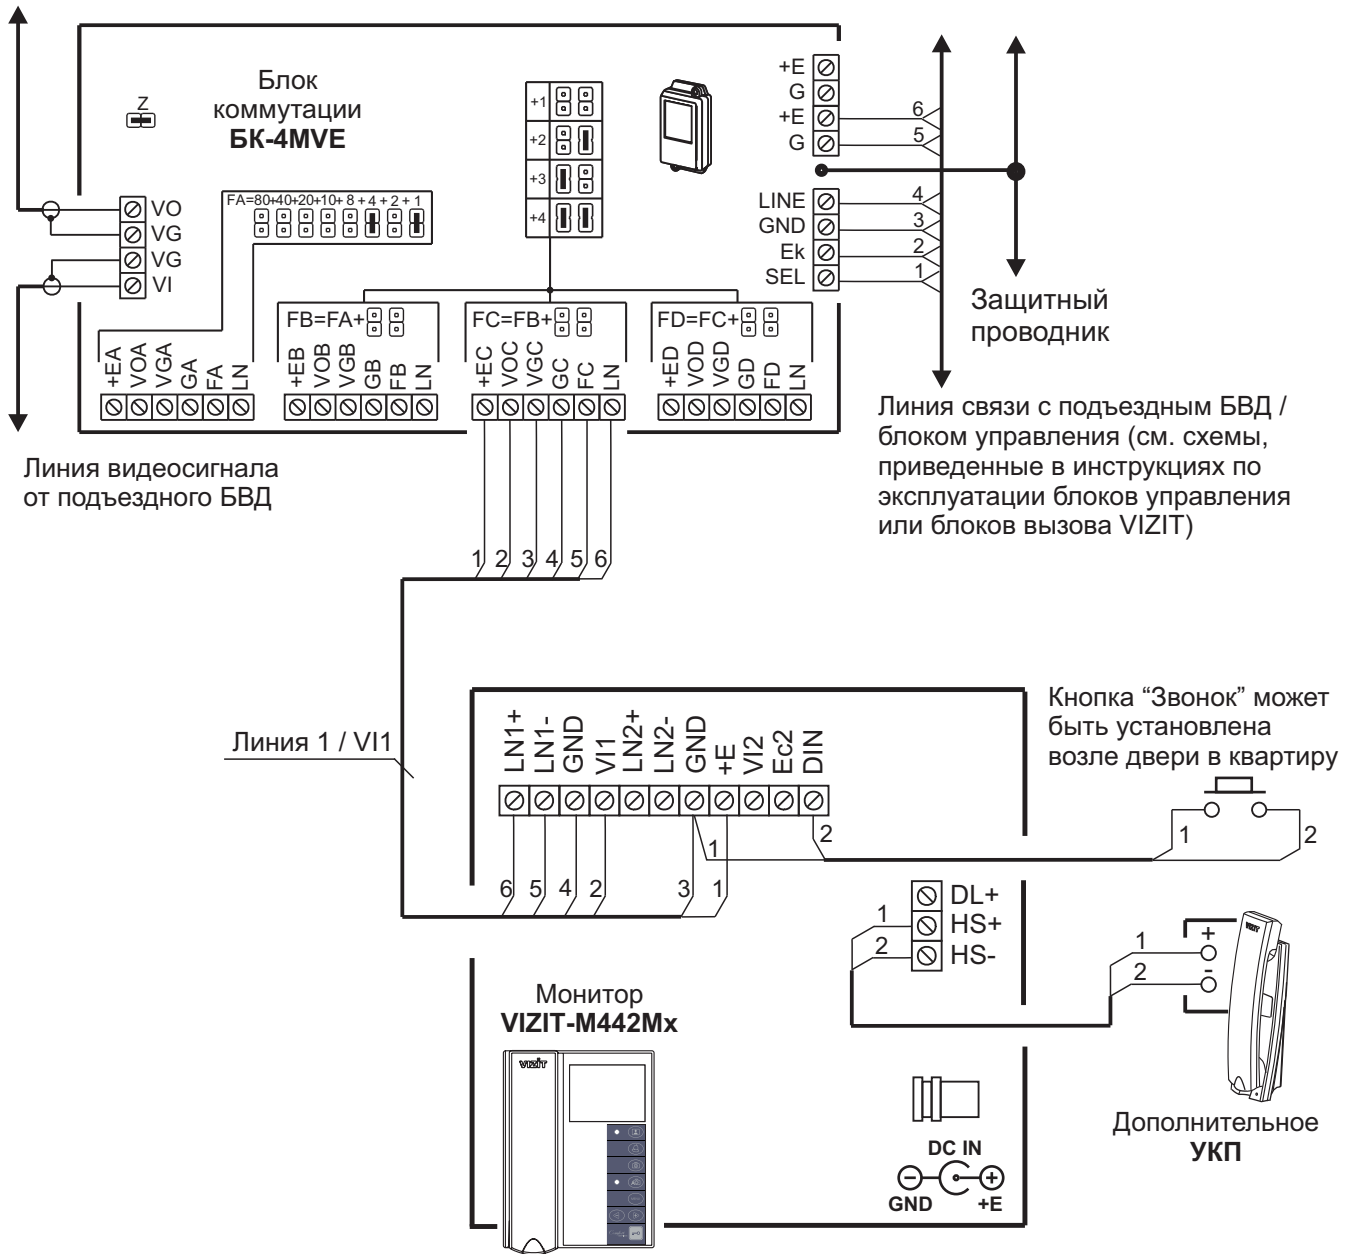 Блок
коммутации
БК-4MVE
Z
+1
+2
+3
+4
+E
G
+E
G
6
5
LINE
GND
Ek
SEL
4
3
2
1
VO
VG
VG
VI
FA=80+40+20+10+ 8 + 4 + 2 + 1
FB=FA+
FC=FB+
FD=FC+
+EA VOA VGA GA FA LN
+EB VOB VGB GB FB LN
+EC VOC VGC GC FC LN
+ED VOD VGD GD FD LN
Защитный
проводник
Линия видеосигнала
от подъездного БВД
Линия связи с подъездным БВД /
блоком управления (см. схемы,
приведенные в инструкциях по
эксплуатации блоков управления
или блоков вызова VIZIT)
1 2 3 4 5 6
Линия 1 / VI1
LN1+ LN1- GND VI1 LN2+ LN2- GND +E VI2 Ec2 DIN
Кнопка “Звонок” может
быть установлена
возле двери в квартиру
1 2
1 2
6 5 4 2 3 1
DL+
HS+
HS-
1
2
1
2
+
-
VIZIT
Монитор
VIZIT-M442Mx
VIZIT
DC IN
GND +E
Дополнительное
УКП